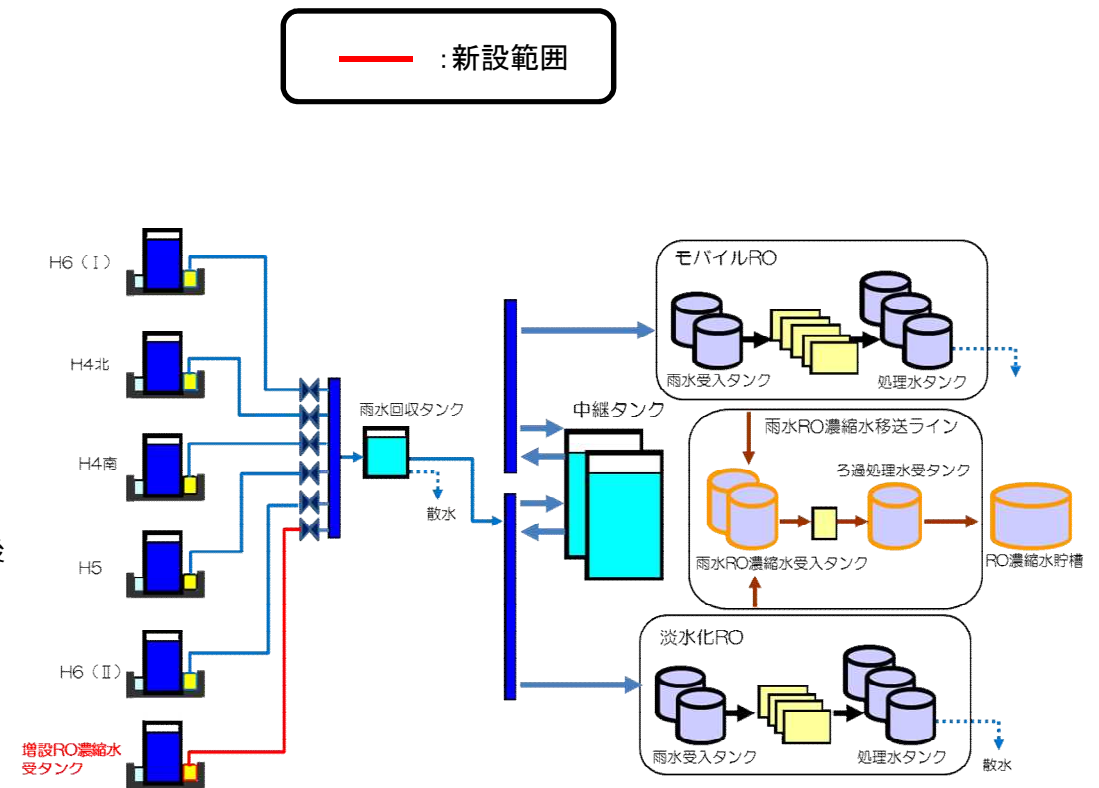 ：新設範囲
H6（Ⅰ）
H4北
H4南
H5
H6（Ⅱ）
増設RO濃縮水
受タンク
雨水回収タンク
散水
中継タンク
モバイルRO
雨水受入タンク
処理水タンク
雨水RO濃縮水移送ライン
ろ過処理水受タンク
雨水RO濃縮水受入タンク
RO濃縮水貯槽
淡水化RO
雨水受入タンク
処理水タンク
散水